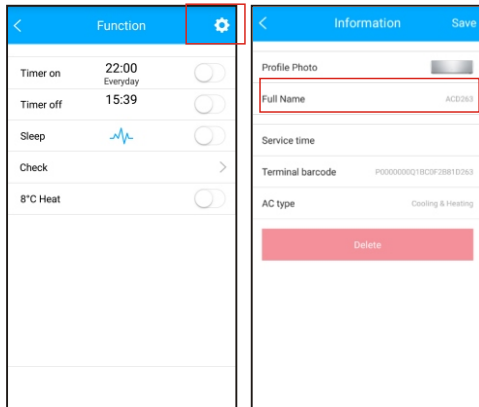 Function
Timer on 22:00
Everyday
Timer off 15:39
Sleep
Check
8°C Heat
Information Save
Profile Photo
Full Name ACD263
Service time
Terminal barcode P0000000Q1BC0F2B81D263
AC type Cooling & Heating
Delete